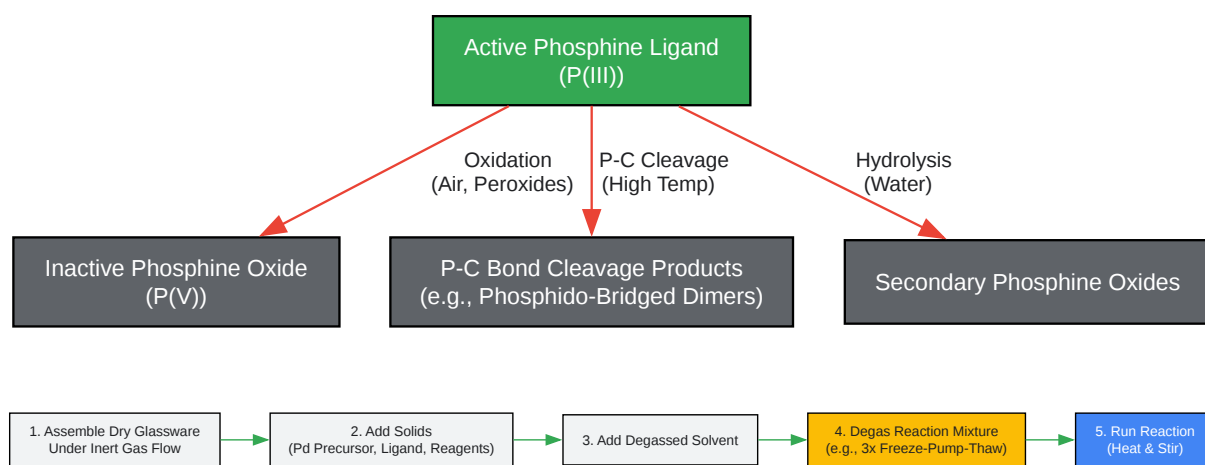 Active Phosphine Ligand
(P(III))
Oxidation
(Air, Peroxides)
P-C Cleavage
(High Temp)
Hydrolysis
(Water)
Inactive Phosphine Oxide
(P(V))
P-C Bond Cleavage Products
(e.g., Phosphido-Bridged Dimers)
Secondary Phosphine Oxides
1. Assemble Dry Glassware
Under Inert Gas Flow
2. Add Solids
(Pd Precursor, Ligand, Reagents)
3. Add Degassed Solvent
4. Degas Reaction Mixture
(e.g., 3x Freeze-Pump-Thaw)
5. Run Reaction
(Heat & Stir)